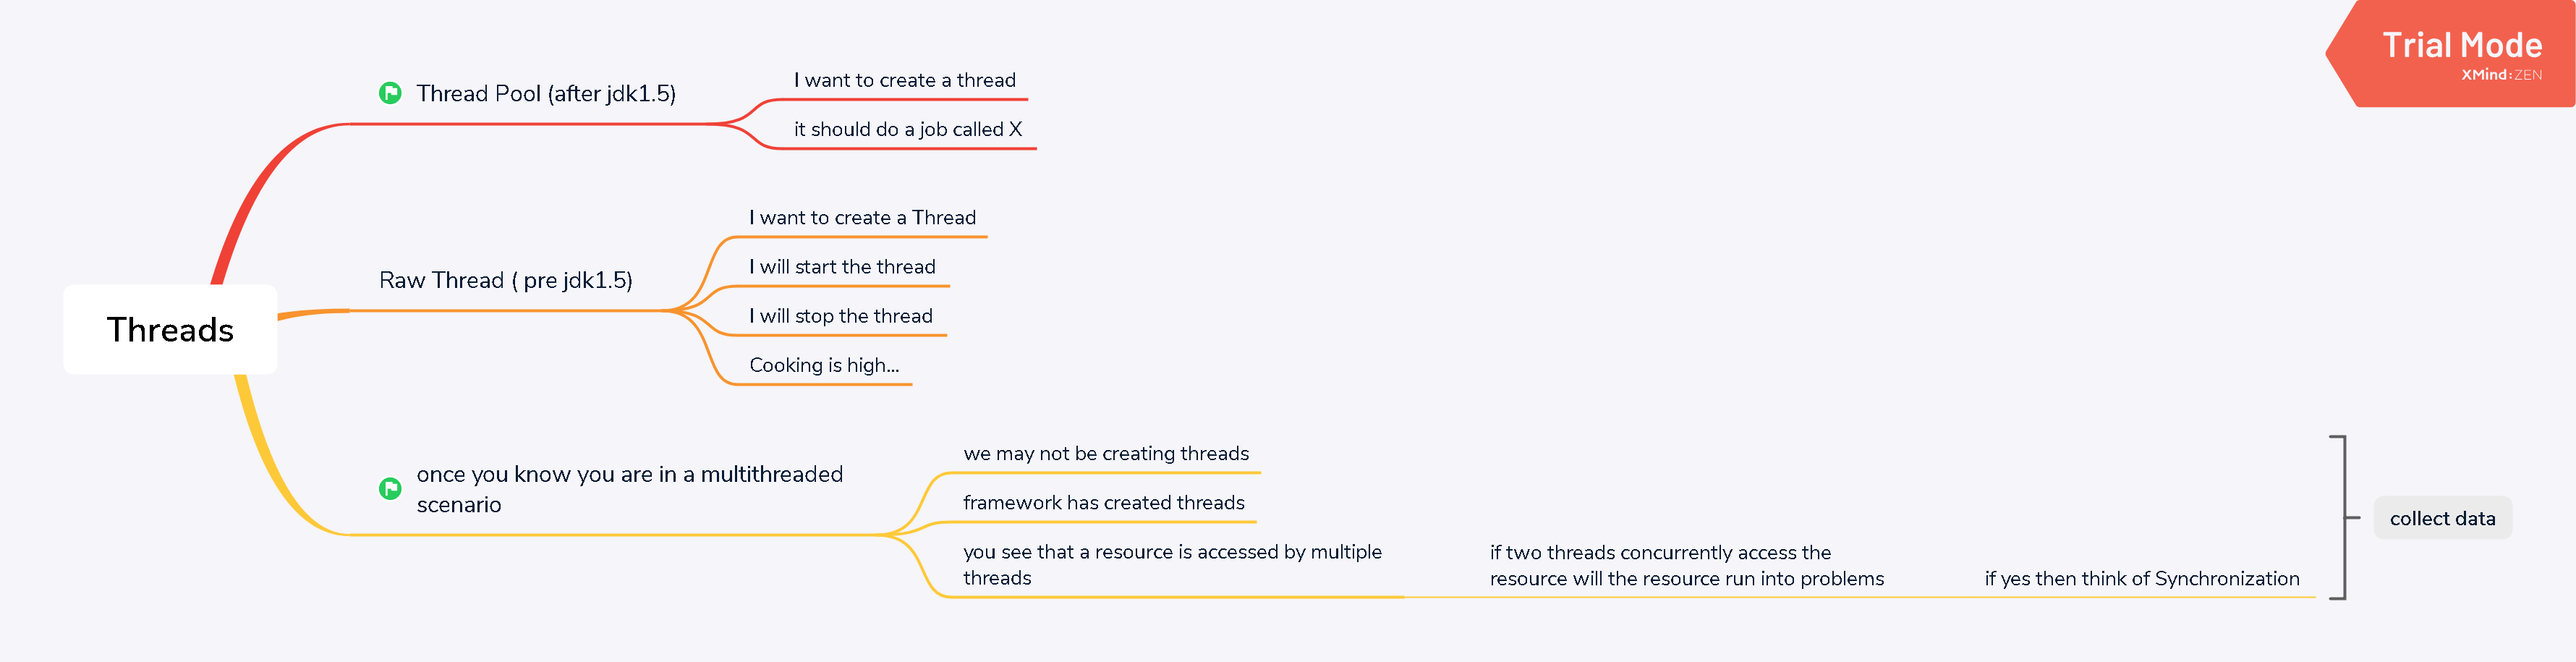 Trial Mode
XMind:ZEN
Thread Pool (after jdk1.5)
I want to create a thread
it should do a job called X
Threads
Raw Thread ( pre jdk1.5)
I want to create a Thread
I will start the thread
I will stop the thread
Cooking is high...
once you know you are in a multithreaded
scenario
we may not be creating threads
framework has created threads
you see that a resource is accessed by multiple
threads
if two threads concurrently access the
resource will the resource run into problems
if yes then think of Synchronization
collect data